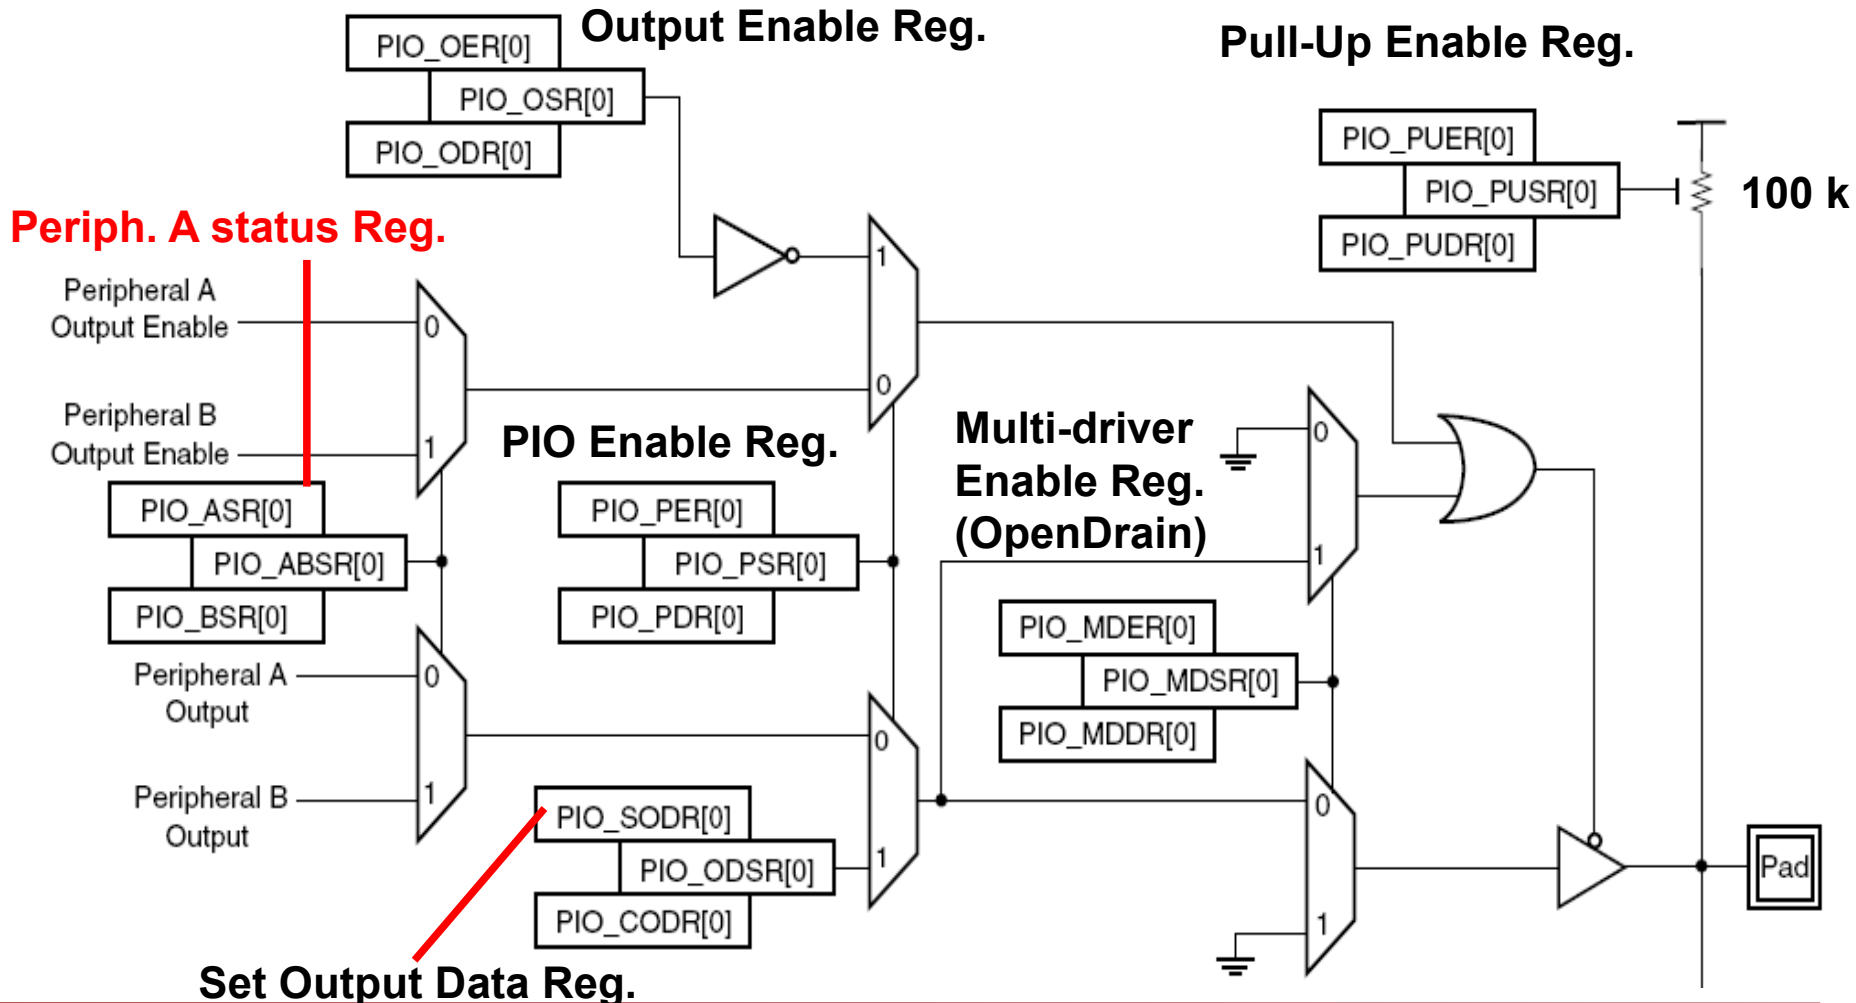 PIO_OER[0]
Output Enable Reg.
Pull-Up Enable Reg.
PIO_OSR[0]
PIO_ODR[0]
PIO_PUER[0]
PIO_PUSR[0]
100 k
PIO_PUDR[0]
Periph. A status Reg.
1
Peripheral A
Output Enable
0
0
Peripheral B
Output Enable
1
PIO Enable Reg.
Multi-driver
Enable Reg.
(OpenDrain)
0
1
PIO_ASR[0]
PIO_ABSR[0]
PIO_BSR[0]
PIO_PER[0]
PIO_PSR[0]
PIO_PDR[0]
PIO_MDER[0]
PIO_MDSR[0]
PIO_MDDR[0]
Peripheral A
Output
0
0
Peripheral B
Output
1
PIO_SODR[0]
PIO_ODSR[0]
PIO_CODR[0]
1
0
1
Pad
Set Output Data Reg.